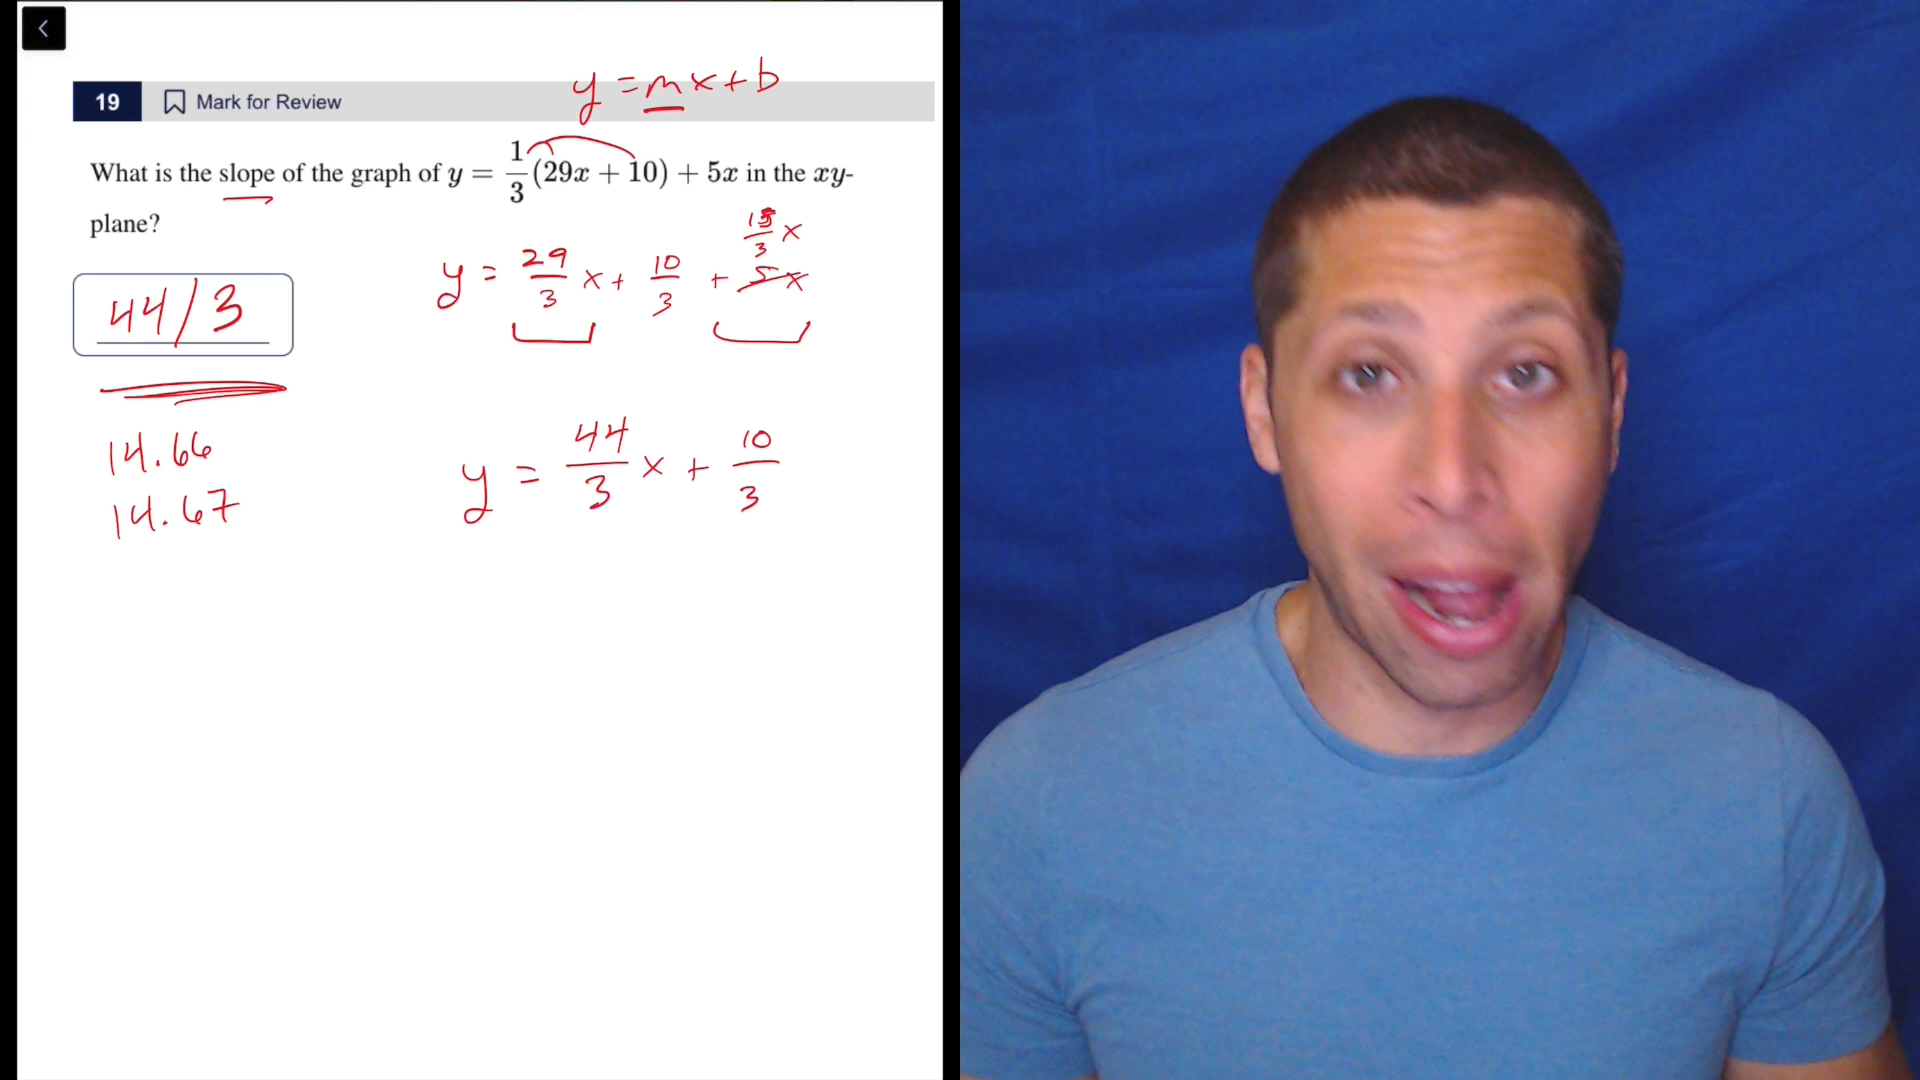 19 Mark for Review
y = mx + b
What is the slope of the graph of y = 1/3 (29x + 10) + 5x in the xy-
plane?
15/3 x
y = 29/3 x + 10/3 + 5x
44/3
y = 44/3 x + 10/3
14.66
14.67